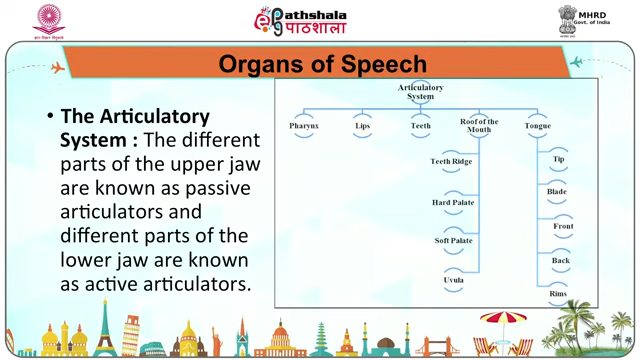 Pathshala
पाठशाला
MHRD
Govt. of India
Organs of Speech
• The Articulatory
System : The different
parts of the upper jaw
are known as passive
articulators and
different parts of the
lower jaw are known
as active articulators.
Articulatory
System
Pharynx
Lips
Teeth
Roof of the
Mouth
Tongue
Teeth Ridge
Hard Palate
Soft Palate
Uvula
Tip
Blade
Front
Back
Rims